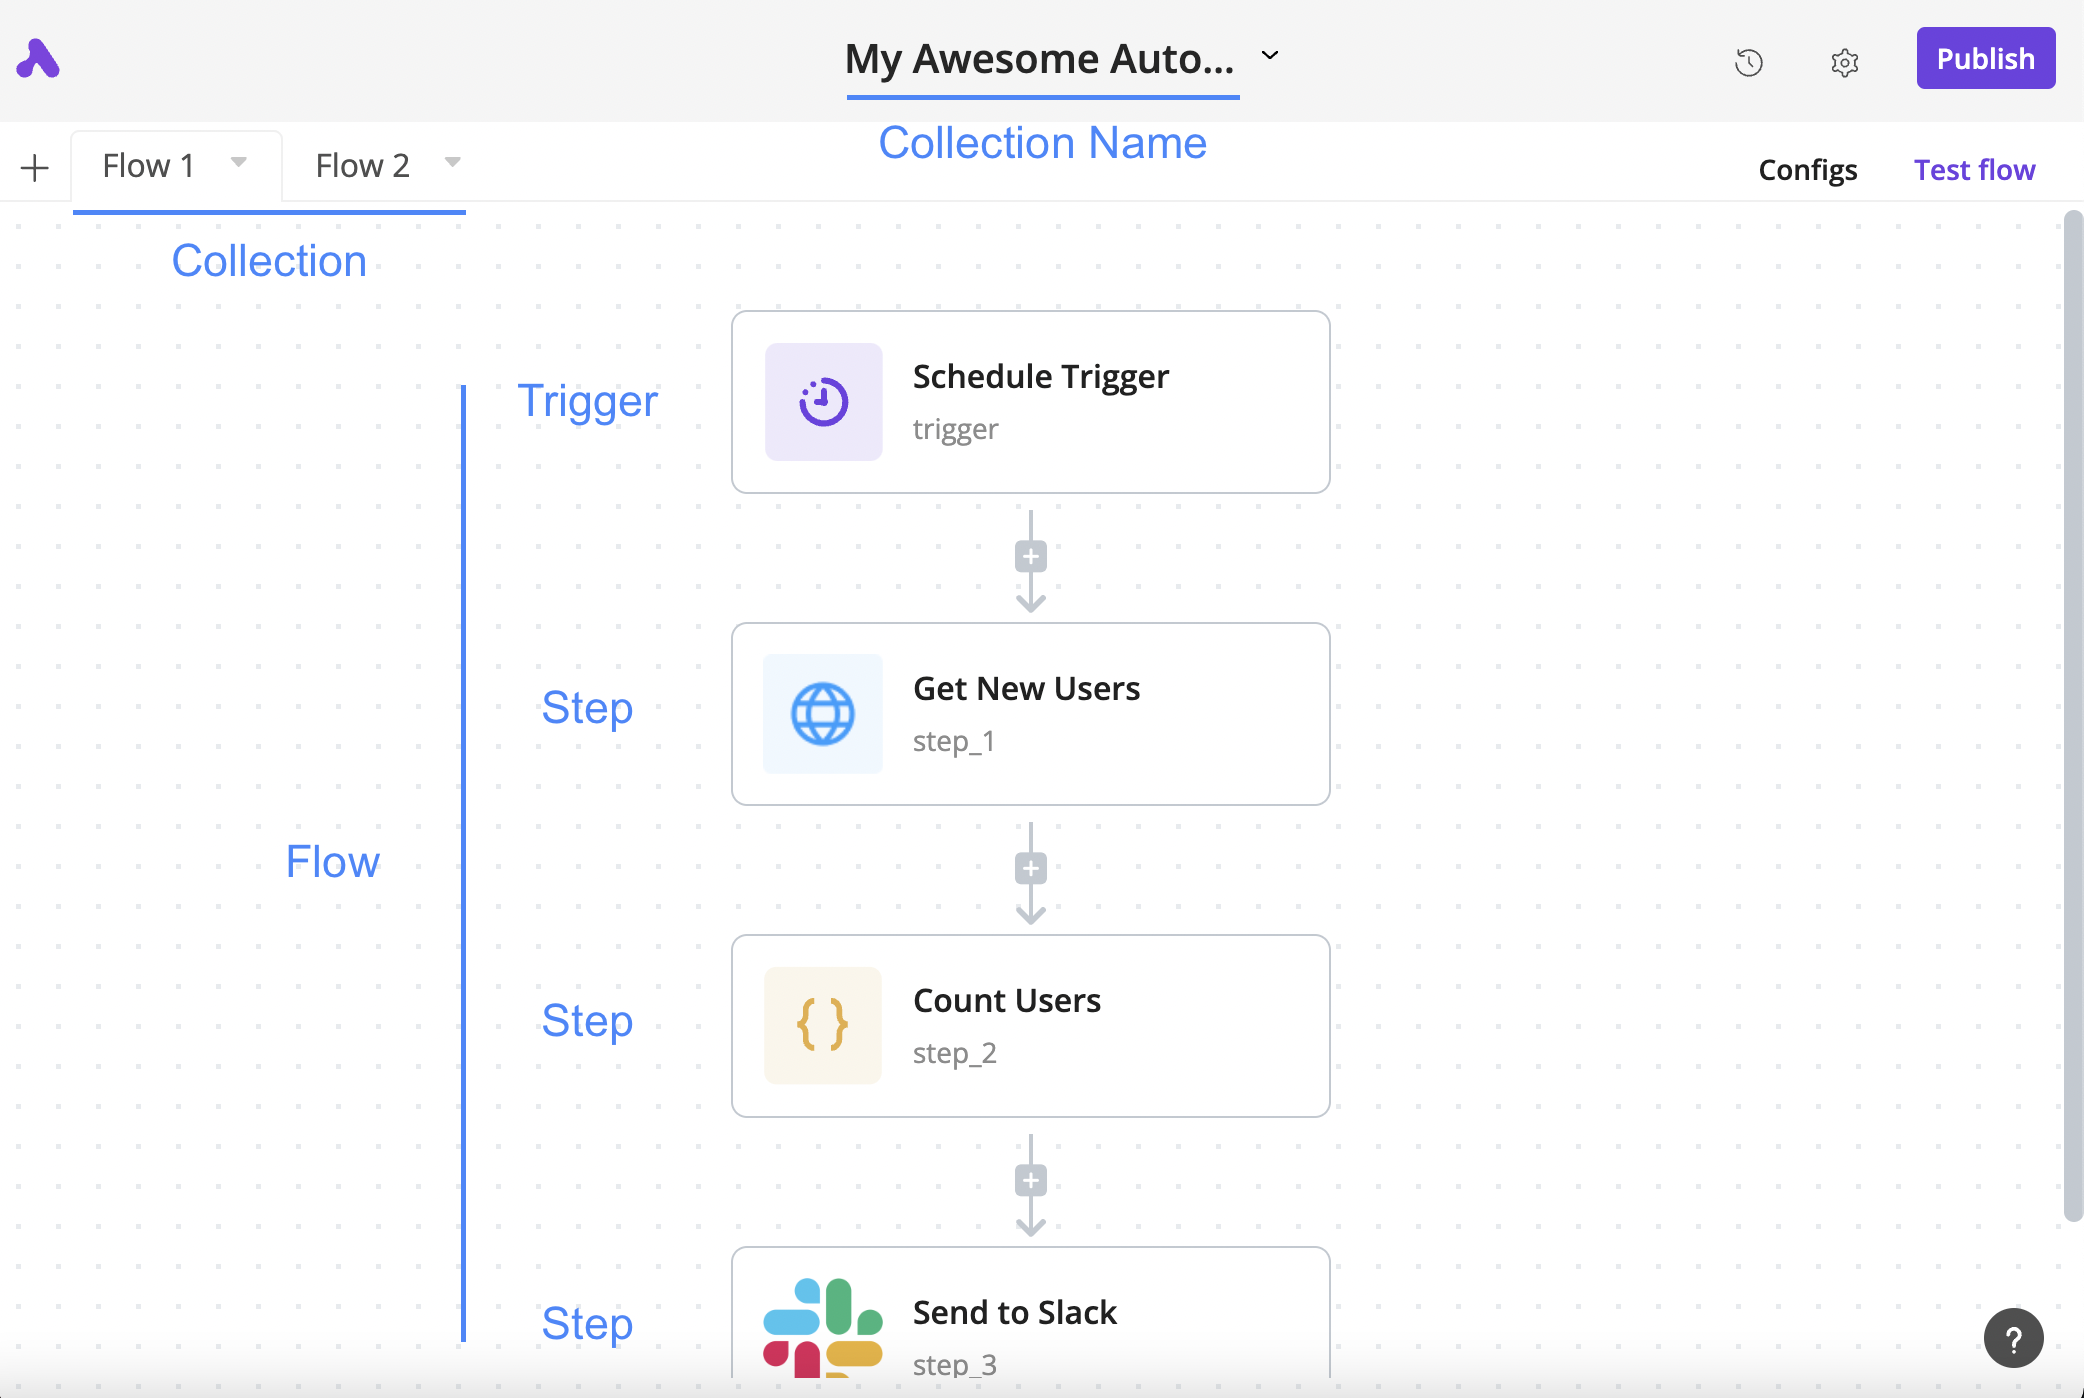 My Awesome Auto...
Publish
Collection Name
Flow 1
Flow 2
Configs
Test flow
Collection
Trigger
Schedule Trigger
trigger
Step
Get New Users
step_1
Flow
Step
Count Users
step_2
Step
Send to Slack
step_3
?